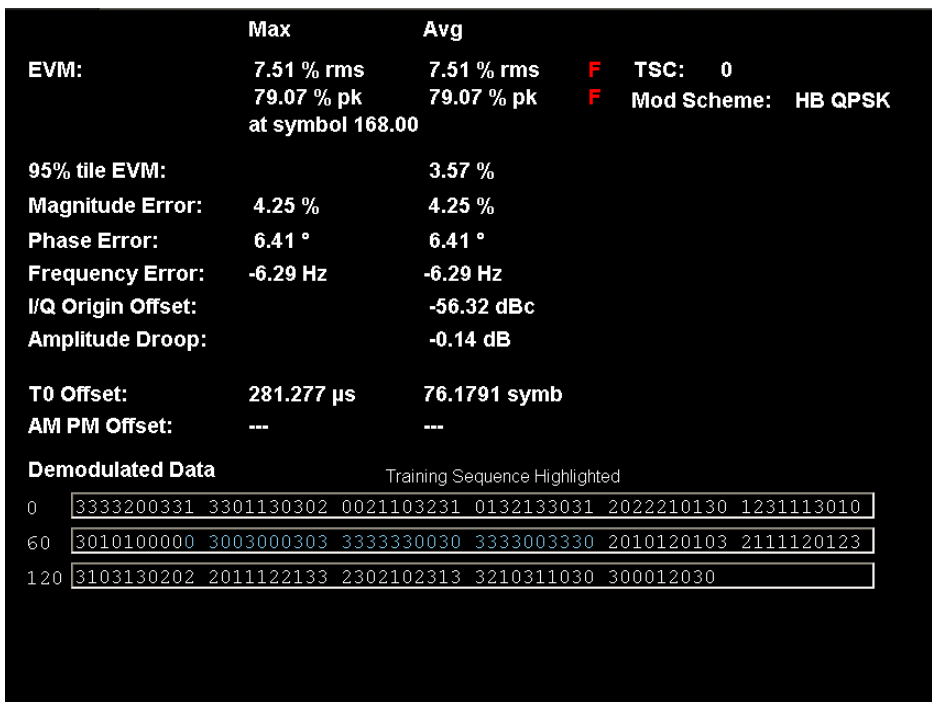 Max Avg
EVM: 7.51 % rms 7.51 % rms F TSC: 0
79.07 % pk 79.07 % pk F Mod Scheme: HB QPSK
at symbol 168.00
95% tile EVM: 3.57 %
Magnitude Error: 4.25 % 4.25 %
Phase Error: 6.41 ° 6.41 °
Frequency Error: -6.29 Hz -6.29 Hz
I/Q Origin Offset: -56.32 dBc
Amplitude Droop: -0.14 dB
T0 Offset: 281.277 µs 76.1791 symb
AM PM Offset: --- ---
Demodulated Data Training Sequence Highlighted
0 3333200331 3301130302 0021103231 0132133031 2022210130 1231113010
60 3010100000 3003000303 3333330030 3333003330 2010120103 2111120123
120 3103130202 2011122133 2302102313 3210311030 300012030